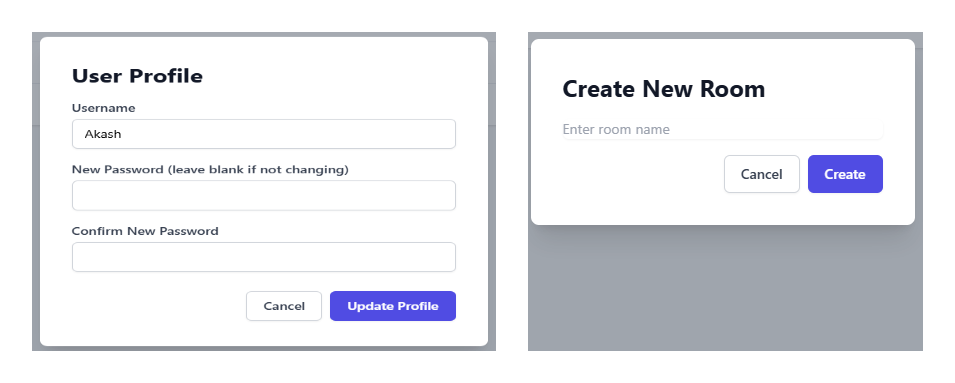 User Profile
Username
Akash
New Password (leave blank if not changing)
Confirm New Password
Cancel
Update Profile
Create New Room
Enter room name
Cancel
Create